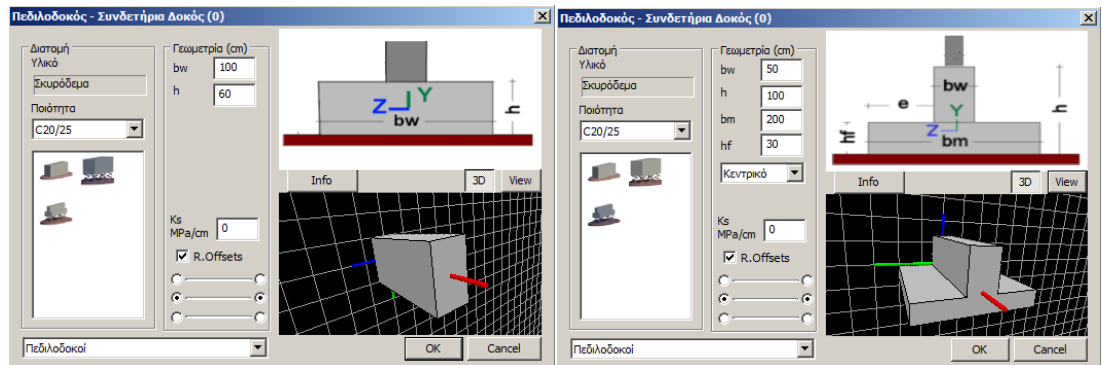 Πεδιλοδοκός - Συνδετήρια Δοκός (0)
Διατομή
Υλικό
Σκυρόδεμα
Ποιότητα
C20/25
Γεωμετρία (cm)
bw 100
h 60
Ks
MPa/cm 0
R.Offsets
Z Y
bw
h
Info 3D View
Πεδιλοδοκοί
OK Cancel
Πεδιλοδοκός - Συνδετήρια Δοκός (0)
Διατομή
Υλικό
Σκυρόδεμα
Ποιότητα
C20/25
Γεωμετρία (cm)
bw 50
h 100
bm 200
hf 30
Κεντρικό
Ks
MPa/cm 0
R.Offsets
bw
e Y h
hf Z
bm
Info 3D View
Πεδιλοδοκοί
OK Cancel